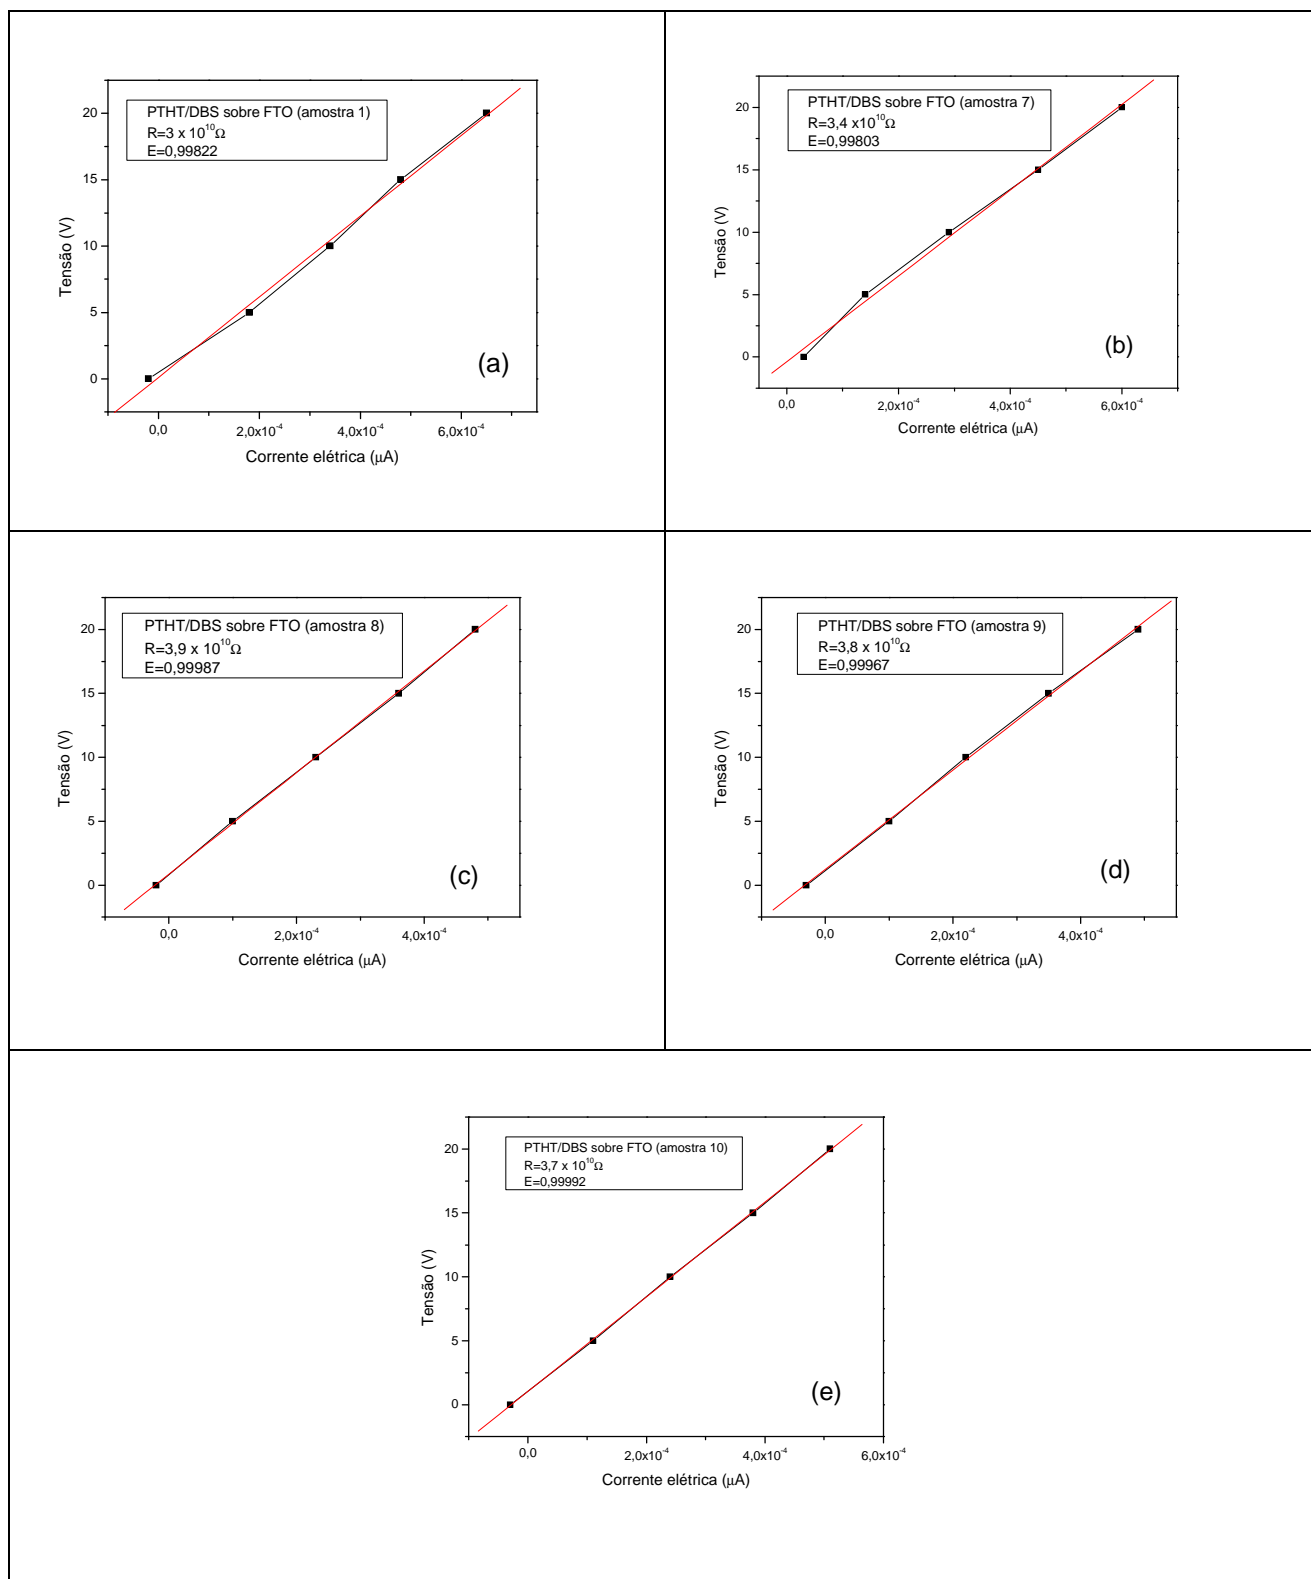 PTHT/DBS sobre FTO (amostra 1)
R=3 x 10¹⁰Ω
E=0,99822
20
15
10
5
0
Tensão (V)
0,0
2,0x10⁻⁴
4,0x10⁻⁴
6,0x10⁻⁴
Corrente elétrica (µA)
(a)
PTHT/DBS sobre FTO (amostra 7)
R=3,4 x10¹⁰Ω
E=0,99803
20
15
10
5
0
Tensão (V)
0,0
2,0x10⁻⁴
4,0x10⁻⁴
6,0x10⁻⁴
Corrente elétrica (µA)
(b)
PTHT/DBS sobre FTO (amostra 8)
R=3,9 x 10¹⁰Ω
E=0,99987
20
15
10
5
0
Tensão (V)
0,0
2,0x10⁻⁴
4,0x10⁻⁴
Corrente elétrica (µA)
(c)
PTHT/DBS sobre FTO (amostra 9)
R=3,8 x 10¹⁰Ω
E=0,99967
20
15
10
5
0
Tensão (V)
0,0
2,0x10⁻⁴
4,0x10⁻⁴
Corrente elétrica (µA)
(d)
PTHT/DBS sobre FTO (amostra 10)
R=3,7 x 10¹⁰Ω
E=0,99992
20
15
10
5
0
Tensão (V)
0,0
2,0x10⁻⁴
4,0x10⁻⁴
6,0x10⁻⁴
Corrente elétrica (µA)
(e)